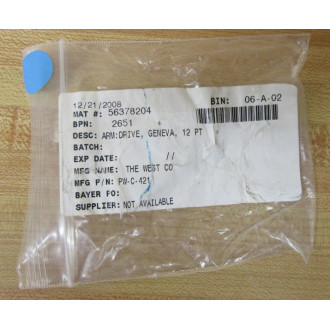 12/21/2008
BIN: 06-A-02
MAT #: 56378204
BPN: 2651
DESC: ARM:DRIVE, GENEVA, 12 PT
BATCH:
EXP DATE: //
MFG NAME: THE WEST CO
MFG P/N: PW-C-421
BAYER PO:
SUPPLIER: NOT AVAILABLE